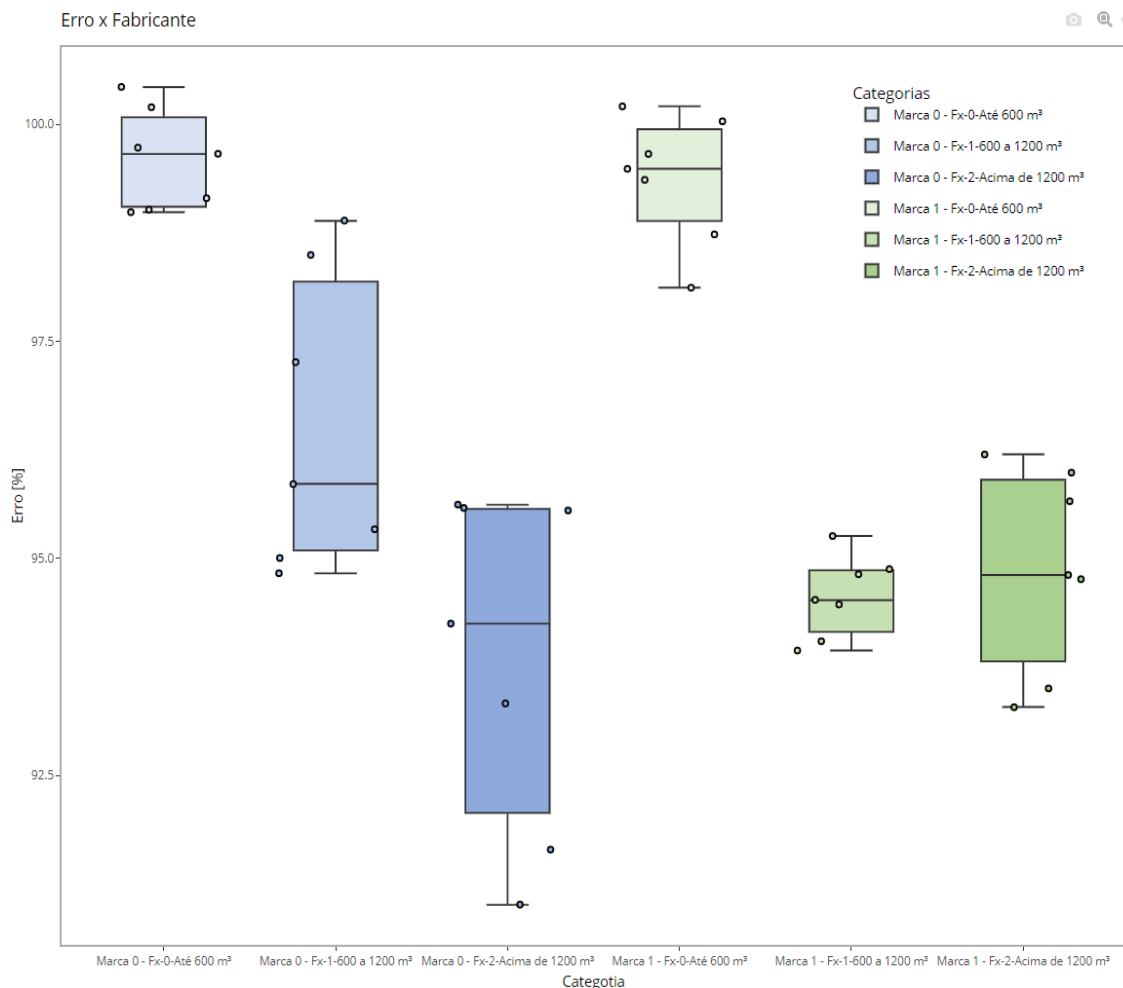 Erro x Fabricante
Categorias
Marca 0 - Fx-0-Até 600 m³
Marca 0 - Fx-1-600 a 1200 m³
Marca 0 - Fx-2-Acima de 1200 m³
Marca 1 - Fx-0-Até 600 m³
Marca 1 - Fx-1-600 a 1200 m³
Marca 1 - Fx-2-Acima de 1200 m³
100.0
97.5
95.0
92.5
Erro [%]
Marca 0 - Fx-0-Até 600 m³
Marca 0 - Fx-1-600 a 1200 m³
Marca 0 - Fx-2-Acima de 1200 m³
Marca 1 - Fx-0-Até 600 m³
Marca 1 - Fx-1-600 a 1200 m³
Marca 1 - Fx-2-Acima de 1200 m³
Categotia